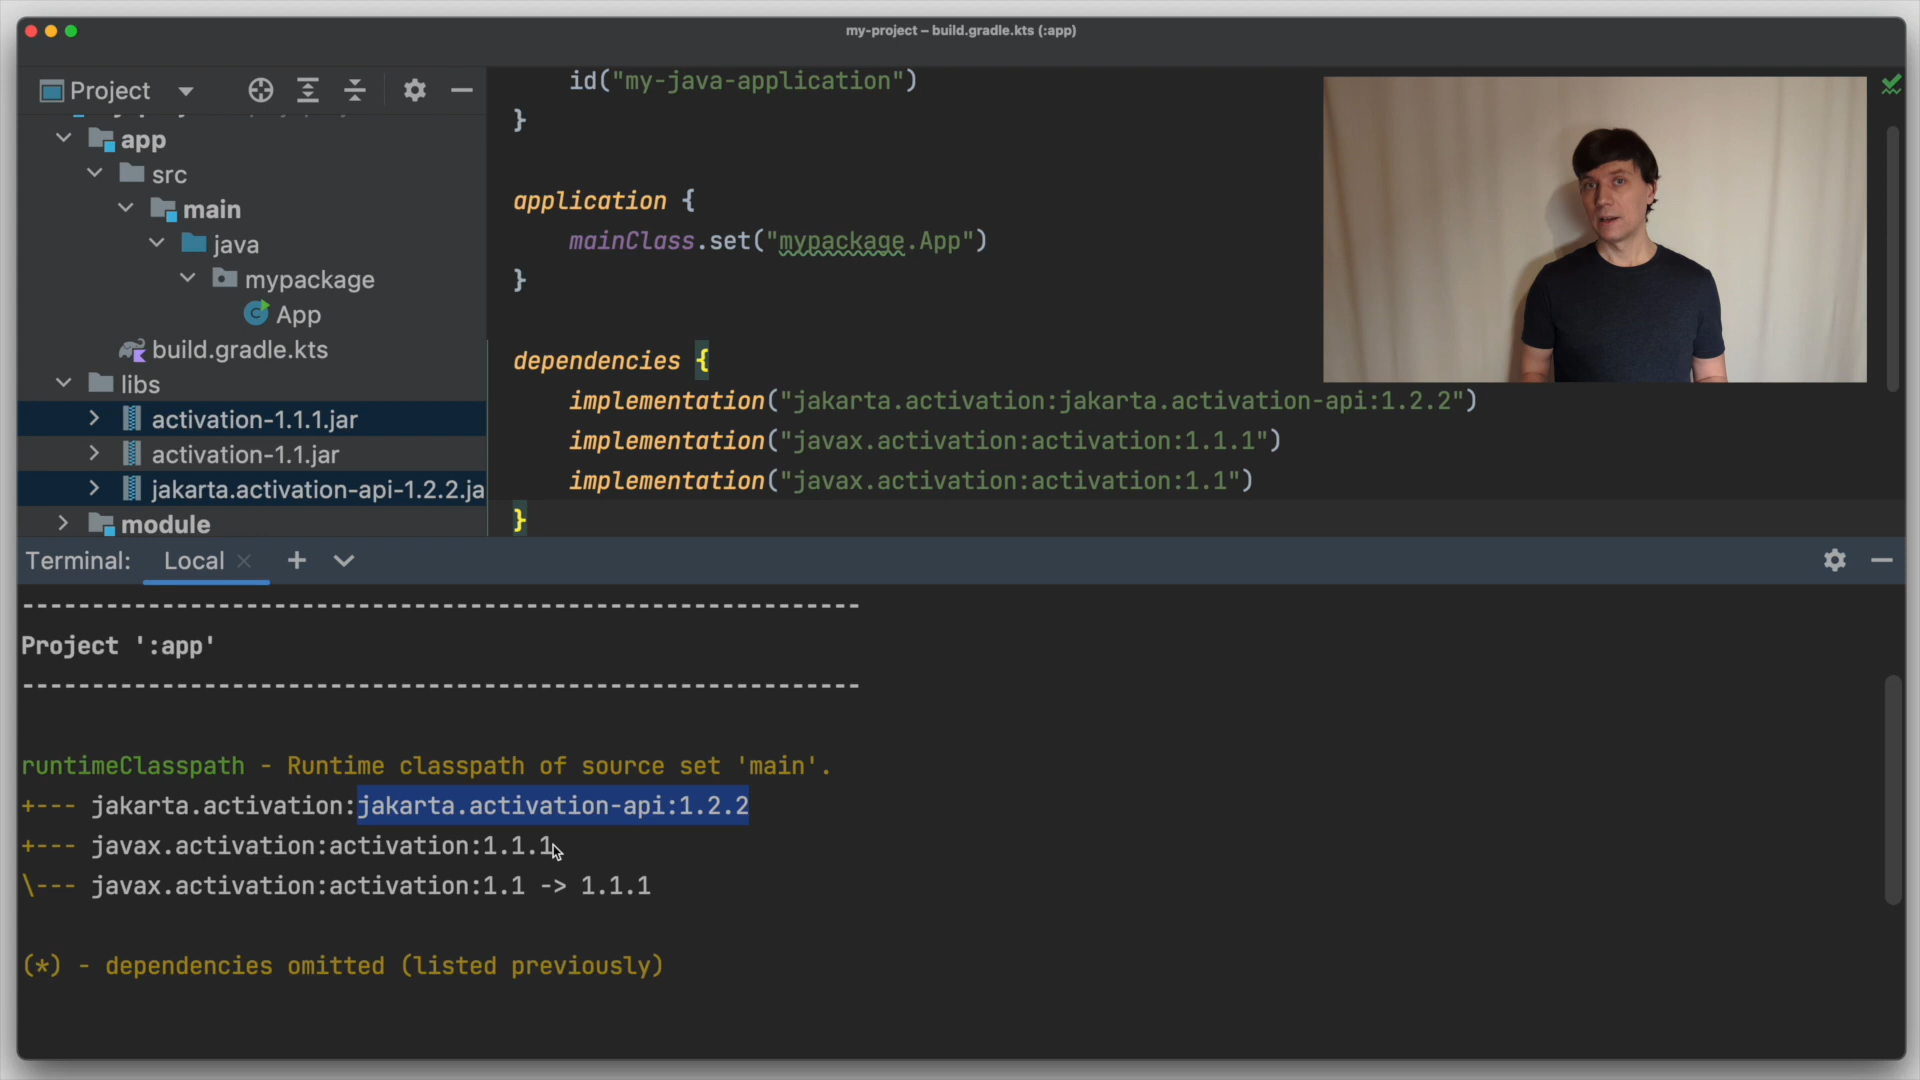 my-project – build.gradle.kts (:app)
Project
app
src
main
java
mypackage
App
build.gradle.kts
libs
activation-1.1.1.jar
activation-1.1.jar
jakarta.activation-api-1.2.2.ja
module
id("my-java-application")
}
application {
mainClass.set("mypackage.App")
}
dependencies {
implementation("jakarta.activation:jakarta.activation-api:1.2.2")
implementation("javax.activation:activation:1.1.1")
implementation("javax.activation:activation:1.1")
}
Terminal: Local
------------------------------------------------------------
Project ':app'
------------------------------------------------------------
runtimeClasspath - Runtime classpath of source set 'main'.
+--- jakarta.activation:jakarta.activation-api:1.2.2
+--- javax.activation:activation:1.1.1
\--- javax.activation:activation:1.1 -> 1.1.1
(*) - dependencies omitted (listed previously)